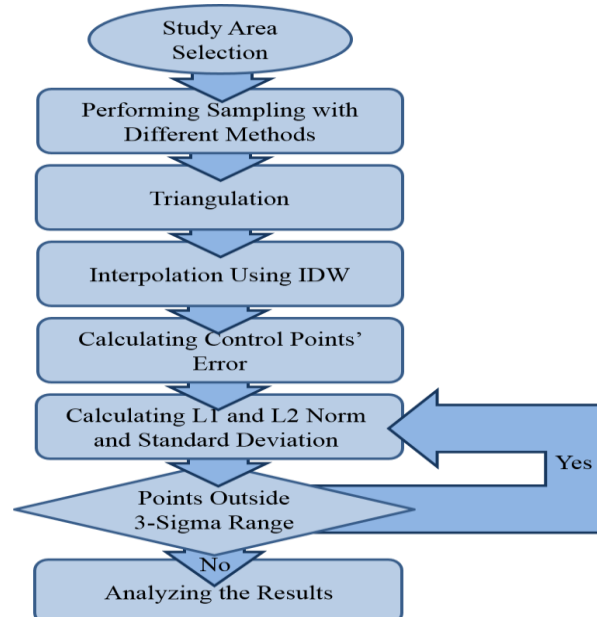 Study Area
Selection
Performing Sampling with
Different Methods
Triangulation
Interpolation Using IDW
Calculating Control Points’
Error
Calculating L1 and L2 Norm
and Standard Deviation
Yes
Points Outside
3-Sigma Range
No
Analyzing the Results